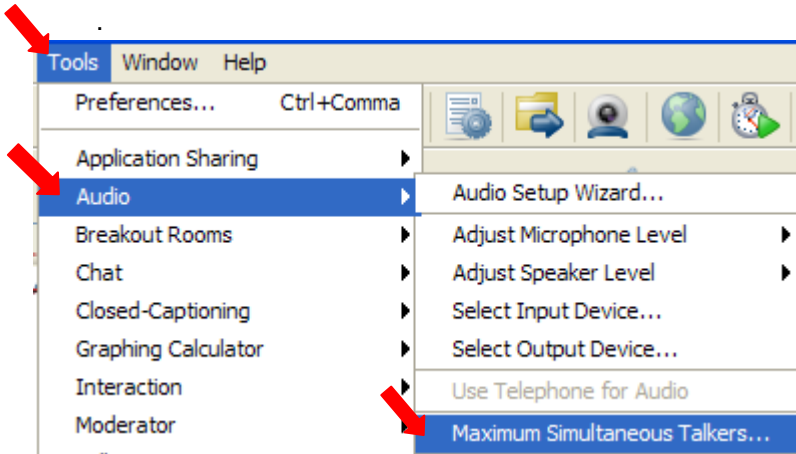 .
Tools Window Help
Preferences... Ctrl+Comma
Application Sharing
Audio
Breakout Rooms
Chat
Closed-Captioning
Graphing Calculator
Interaction
Moderator
Audio Setup Wizard...
Adjust Microphone Level
Adjust Speaker Level
Select Input Device...
Select Output Device...
Use Telephone for Audio
Maximum Simultaneous Talkers...